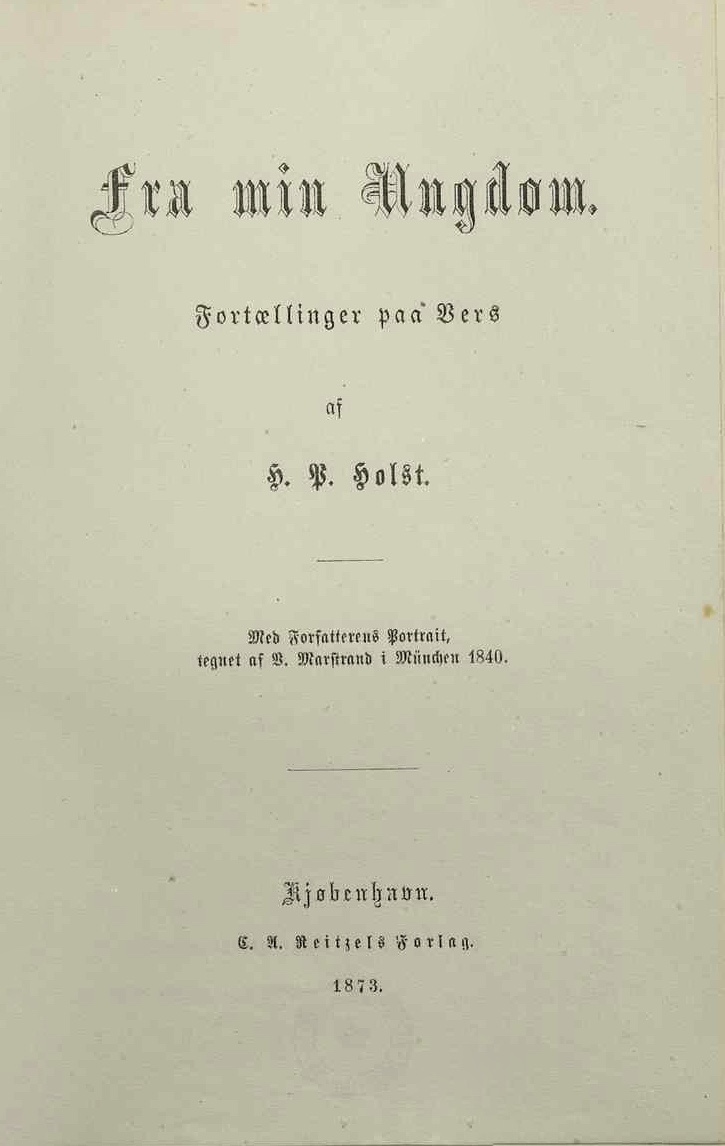 Fra min Ungdom.
Fortællinger paa Vers
af
H. P. Holst.
Med Forfatterens Portrait,
tegnet af V. Marstrand i München 1840.
Kjøbenhavn.
C. A. Reitzels Forlag.
1873.